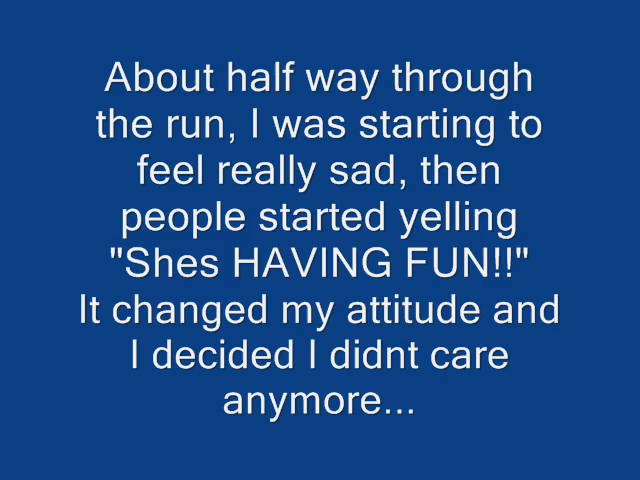 About half way through
the run, I was starting to
feel really sad, then
people started yelling
"Shes HAVING FUN!!"
It changed my attitude and
I decided I didnt care
anymore...